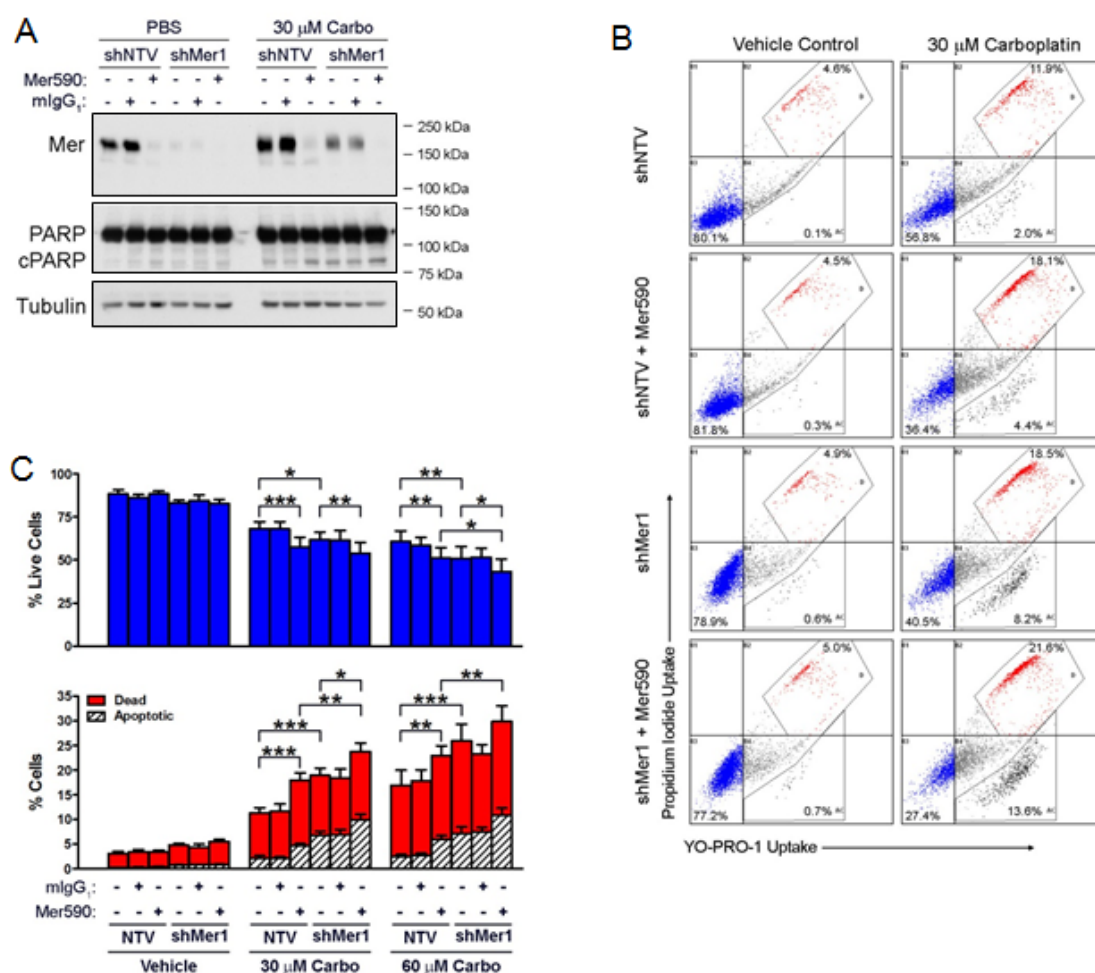 A
PBS
30 µM Carbo
shNTV shMer1 shNTV shMer1
Mer590: - - + - - + - - + - - +
mIgG1: - + - - + - - + - - + -
Mer
250 kDa
150 kDa
100 kDa
PARP
cPARP
150 kDa
100 kDa
75 kDa
Tubulin
50 kDa
B
Vehicle Control
30 µM Carboplatin
shNTV
4.6%
80.1%
0.1%
11.9%
56.8%
2.0%
shNTV + Mer590
4.5%
81.8%
0.3%
18.1%
36.4%
4.4%
shMer1
4.9%
78.9%
0.6%
18.5%
40.5%
8.2%
shMer1 + Mer590
5.0%
77.2%
0.7%
21.6%
27.4%
13.6%
Propidium Iodide Uptake
YO-PRO-1 Uptake
C
% Live Cells
100
75
50
25
0
* *** ** ** ** * *
% Cells
35
30
25
20
15
10
5
0
Dead
Apoptotic
*** *** ** * *** ** **
mIgG1: - + - - + - - + - - + - - + - - + -
Mer590: - - + - - + - - + - - + - - + - - +
NTV shMer1 NTV shMer1 NTV shMer1
Vehicle
30 µM Carbo
60 µM Carbo